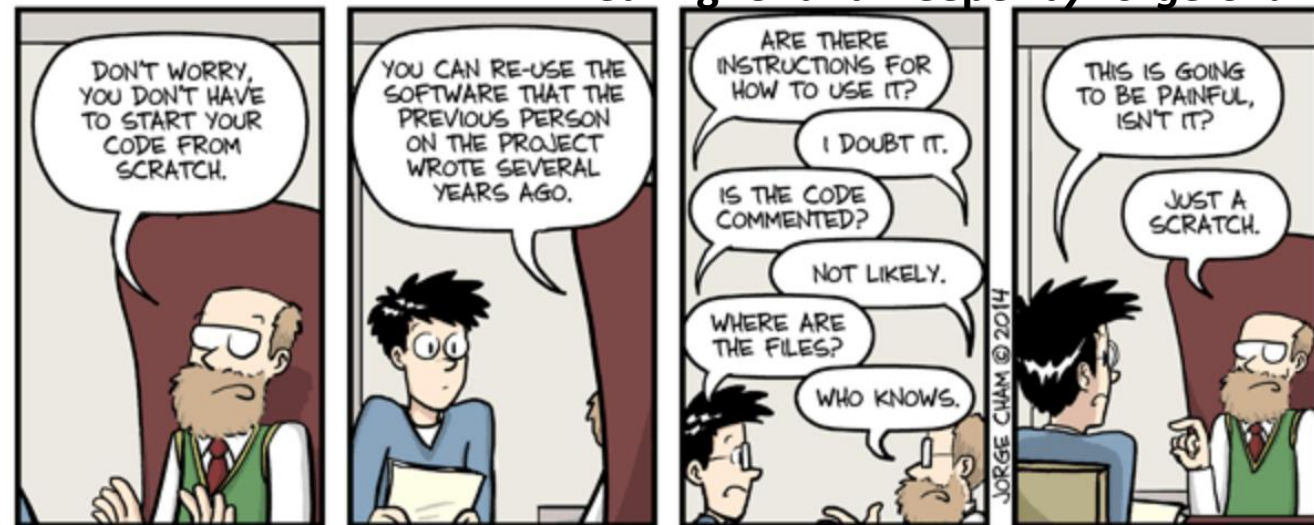 DON'T WORRY,
YOU DON'T HAVE
TO START YOUR
CODE FROM
SCRATCH.
YOU CAN RE-USE THE
SOFTWARE THAT THE
PREVIOUS PERSON
ON THE PROJECT
WROTE SEVERAL
YEARS AGO.
ARE THERE
INSTRUCTIONS FOR
HOW TO USE IT?
I DOUBT IT.
IS THE CODE
COMMENTED?
NOT LIKELY.
WHERE ARE
THE FILES?
WHO KNOWS.
JORGE CHAM © 2014
THIS IS GOING
TO BE PAINFUL,
ISN'T IT?
JUST A
SCRATCH.